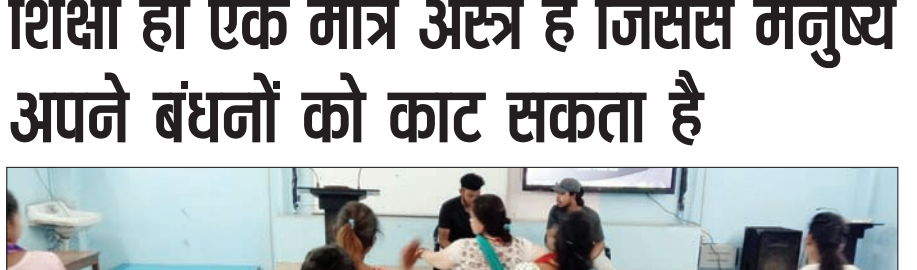 शिक्षा ही एक मात्र अस्त्र है जिससे मनुष्य
अपने बंधनों को काट सकता है